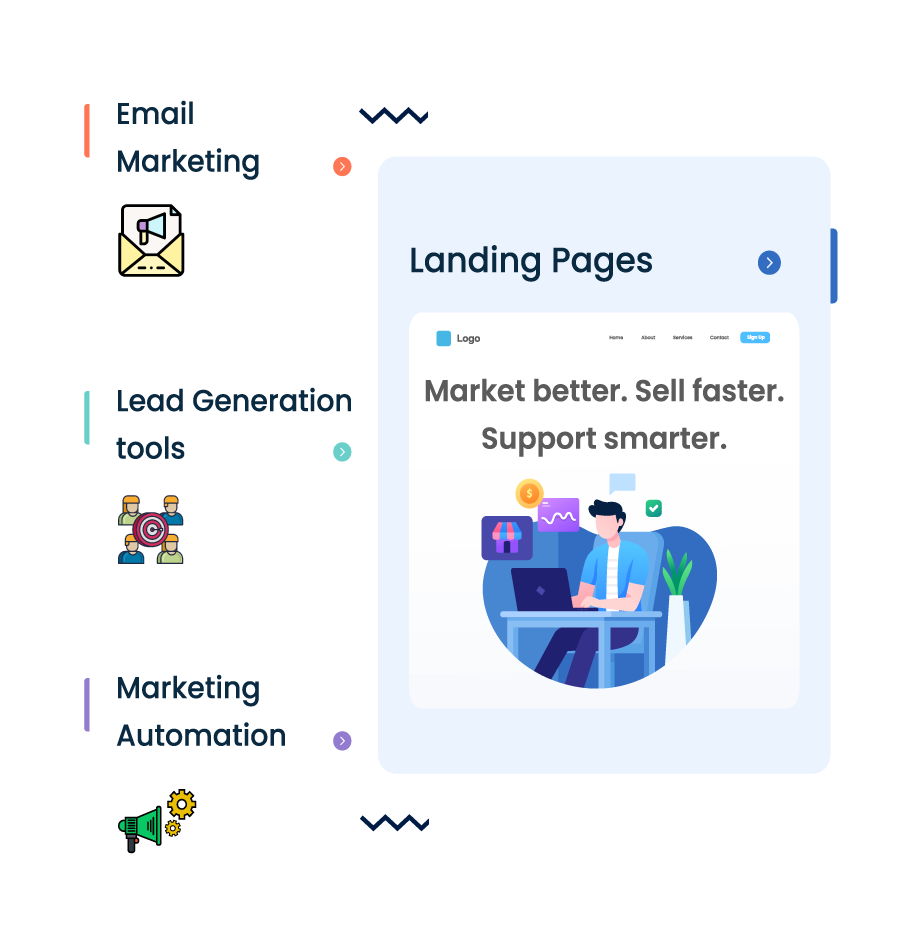 Email
Marketing
Lead Generation
tools
Marketing
Automation
Landing Pages
Logo
Home About Services Contact Sign Up
Market better. Sell faster.
Support smarter.
$